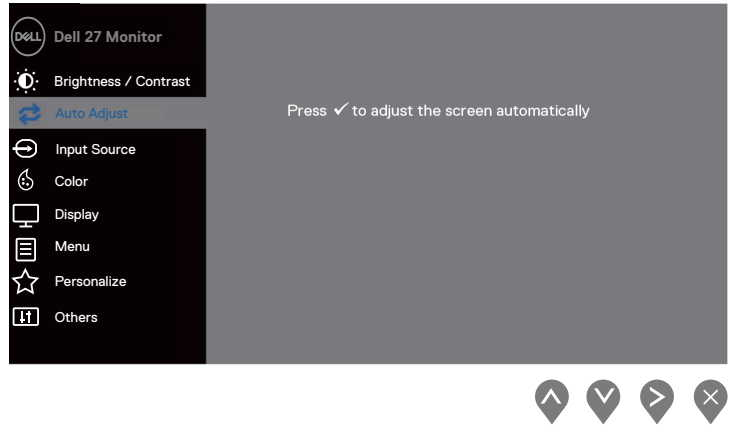 DELL Dell 27 Monitor
Brightness / Contrast
Auto Adjust
Press ✓ to adjust the screen automatically
Input Source
Color
Display
Menu
Personalize
Others